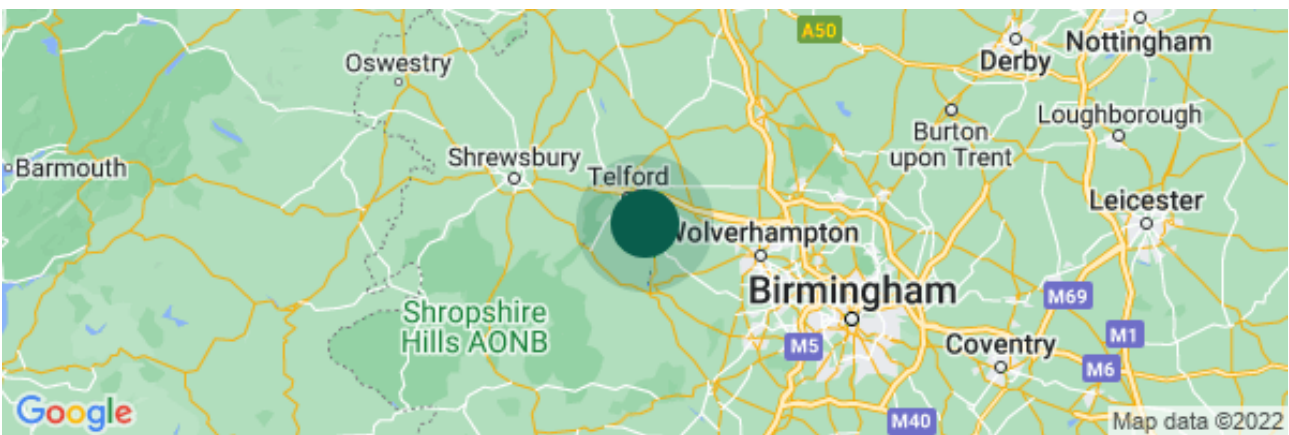 A50
Nottingham
Derby
Oswestry
Loughborough
Burton
upon Trent
Shrewsbury
Barmouth
Telford
Leicester
Wolverhampton
Birmingham
M69
Shropshire
Hills AONB
M5
Coventry
M1
M6
Google
M40
Map data ©2022